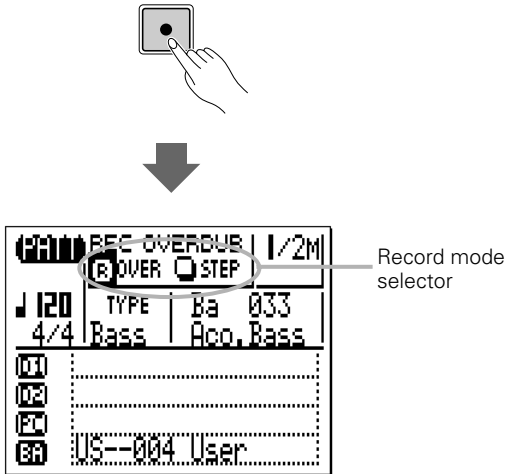 PATT REC OVERDUB 1/2M
R OVER STEP
Record mode
selector
♩120 TYPE Ba 033
4/4 Bass Aco.Bass
D1
D2
PC
BA US--004 User